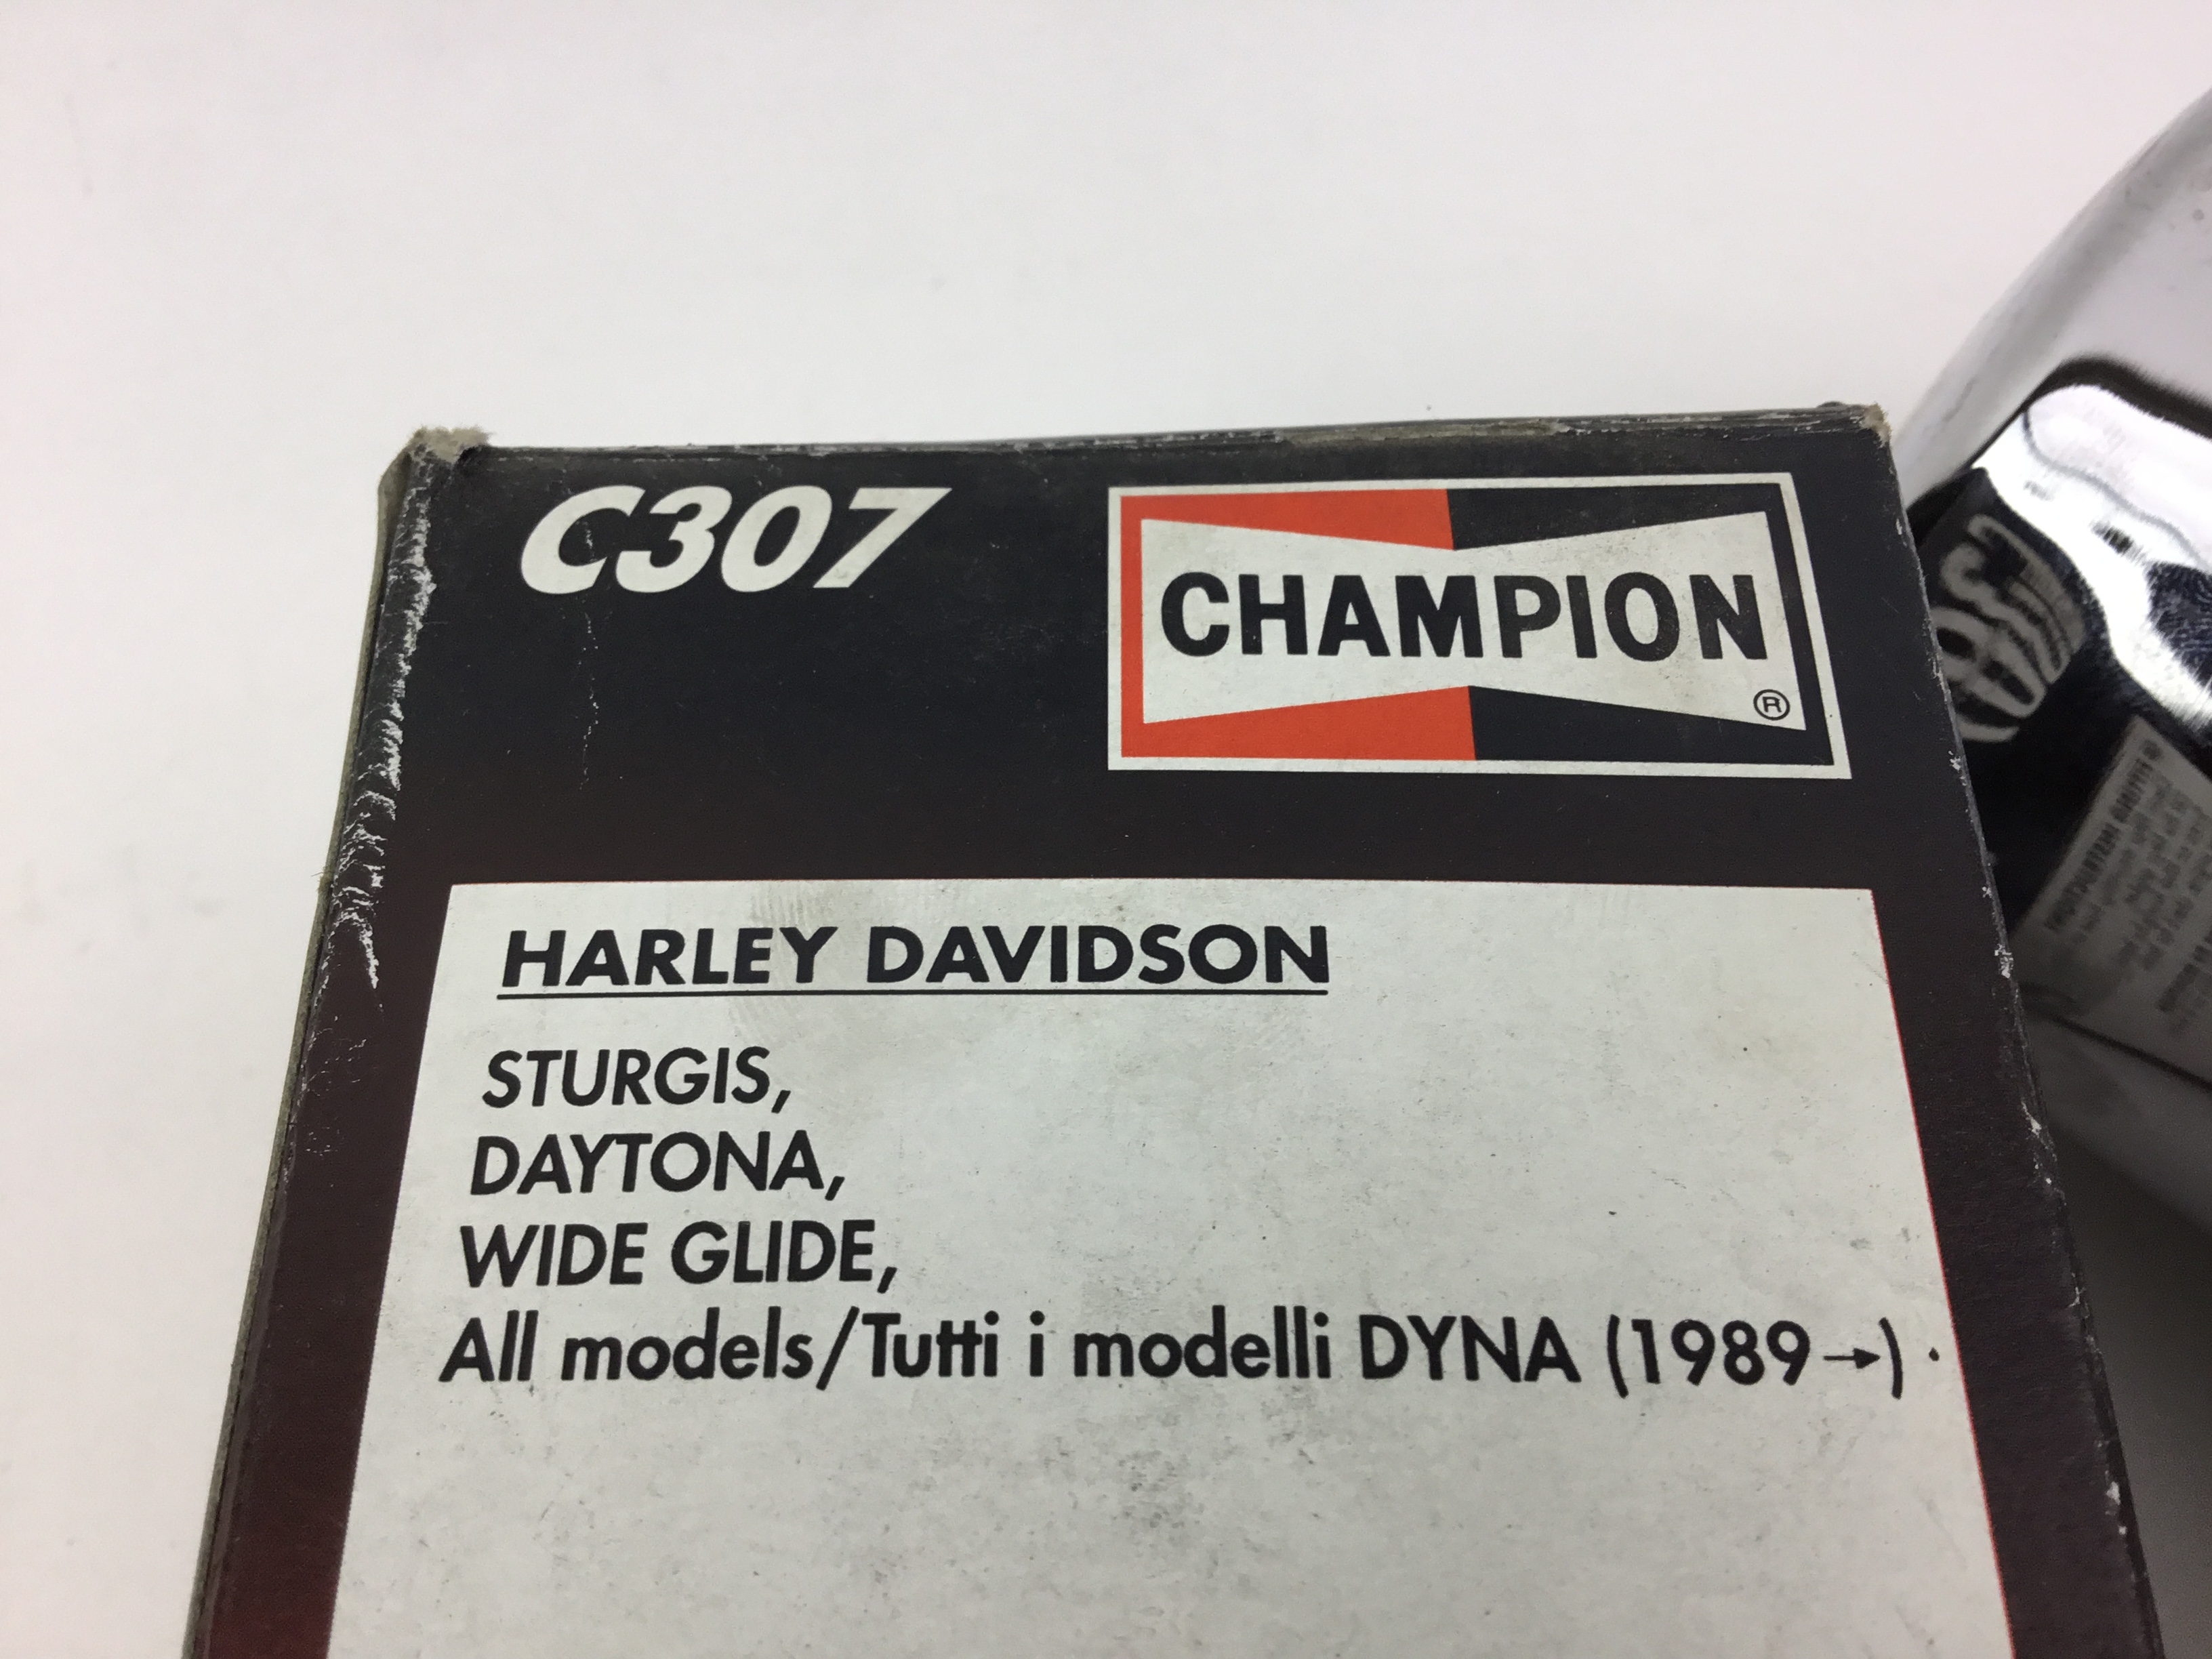 C307
CHAMPION
®
HARLEY DAVIDSON
STURGIS,
DAYTONA,
WIDE GLIDE,
All models/Tutti i modelli DYNA (1989→)